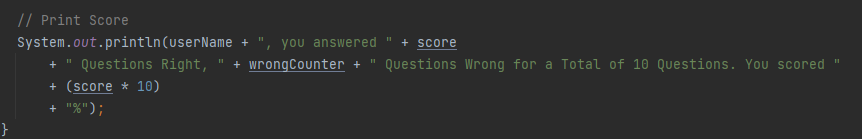 // Print Score
System.out.println(userName + ", you answered " + score
+ " Questions Right, " + wrongCounter + " Questions Wrong for a Total of 10 Questions. You scored "
+ (score * 10)
+ "%");
}